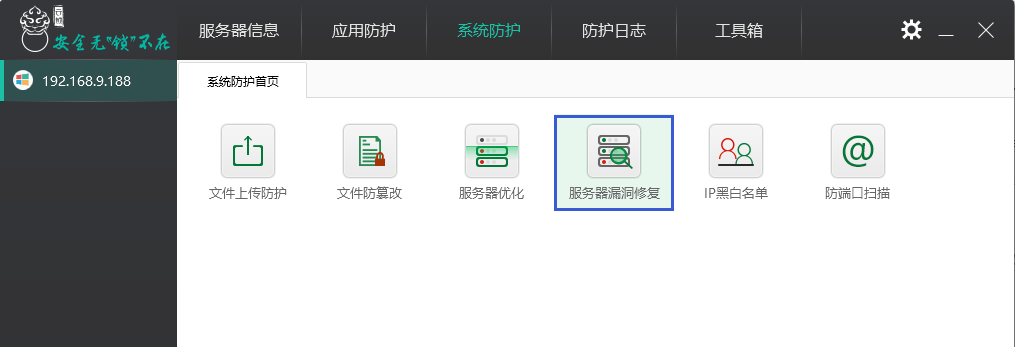 安全无"锁"不在
服务器信息
应用防护
系统防护
防护日志
工具箱
192.168.9.188
系统防护首页
文件上传防护
文件防篡改
服务器优化
服务器漏洞修复
IP黑白名单
防端口扫描